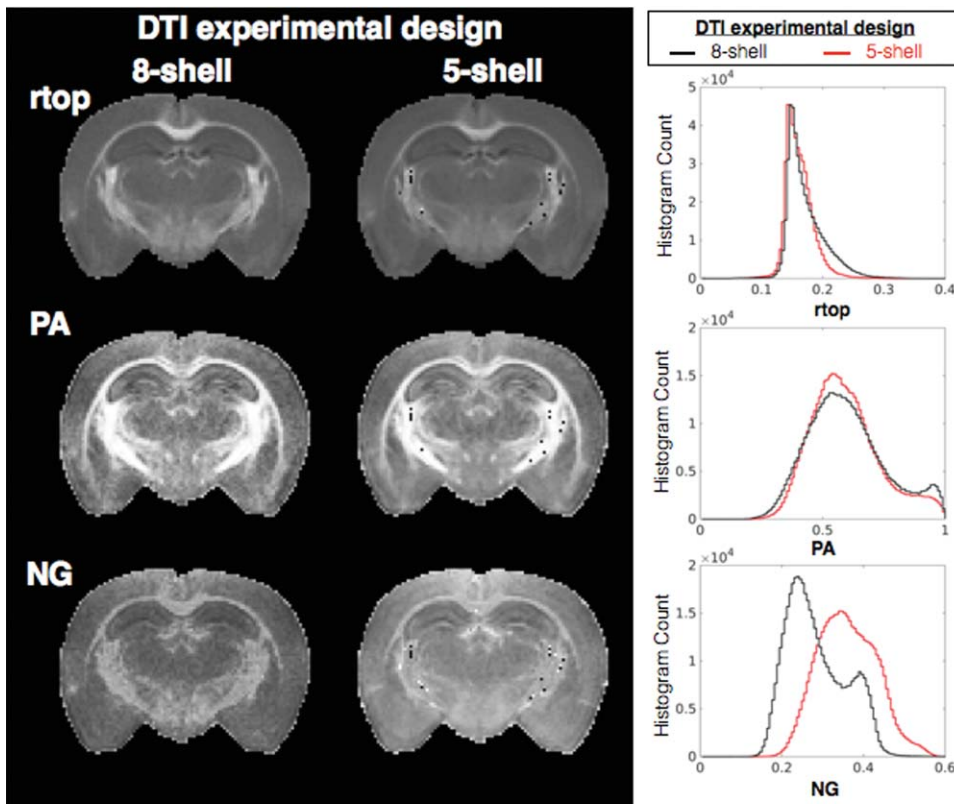 DTI experimental design
8-shell 5-shell
rtop
PA
NG
DTI experimental design
8-shell 5-shell
×10⁴
5
4
3
2
1
0
Histogram Count
0 0.1 0.2 0.3 0.4
rtop
×10⁴
2
1.5
1
0.5
0
Histogram Count
0.5 1
PA
×10⁴
2
1.5
1
0.5
0
Histogram Count
0 0.2 0.4 0.6
NG